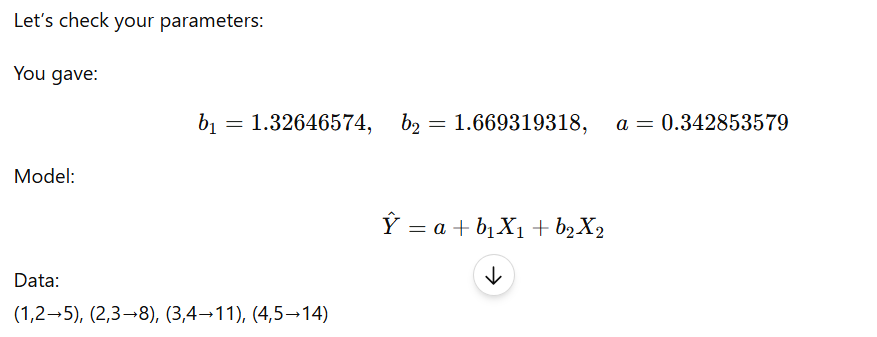 Let’s check your parameters:
You gave:
b₁ = 1.32646574, b₂ = 1.669319318, a = 0.342853579
Model:
Ŷ = a + b₁X₁ + b₂X₂
Data:
(1,2→5), (2,3→8), (3,4→11), (4,5→14)